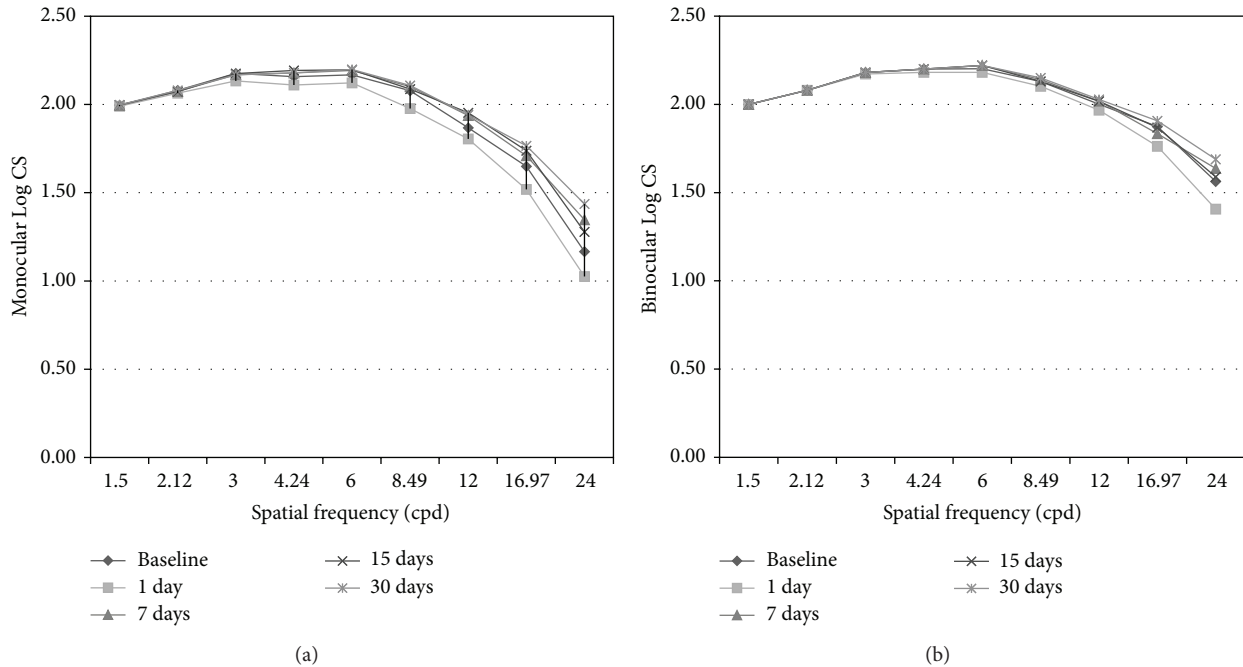 2.50
2.00
1.50
1.00
0.50
0.00
Monocular Log CS
1.5 2.12 3 4.24 6 8.49 12 16.97 24
Spatial frequency (cpd)
Baseline
1 day
7 days
15 days
30 days
(a)
2.50
2.00
1.50
1.00
0.50
0.00
Binocular Log CS
1.5 2.12 3 4.24 6 8.49 12 16.97 24
Spatial frequency (cpd)
Baseline
1 day
7 days
15 days
30 days
(b)